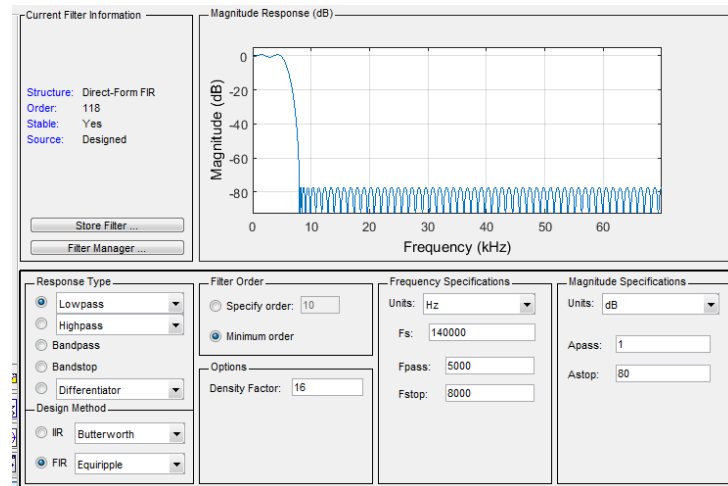 Current Filter Information
Structure: Direct-Form FIR
Order: 118
Stable: Yes
Source: Designed
Store Filter ...
Filter Manager ...
Magnitude Response (dB)
Magnitude (dB)
0
-20
-40
-60
-80
0 10 20 30 40 50 60
Frequency (kHz)
Response Type
Lowpass
Highpass
Bandpass
Bandstop
Differentiator
Design Method
IIR Butterworth
FIR Equiripple
Filter Order
Specify order: 10
Minimum order
Options
Density Factor: 16
Frequency Specifications
Units: Hz
Fs: 140000
Fpass: 5000
Fstop: 8000
Magnitude Specifications
Units: dB
Apass: 1
Astop: 80